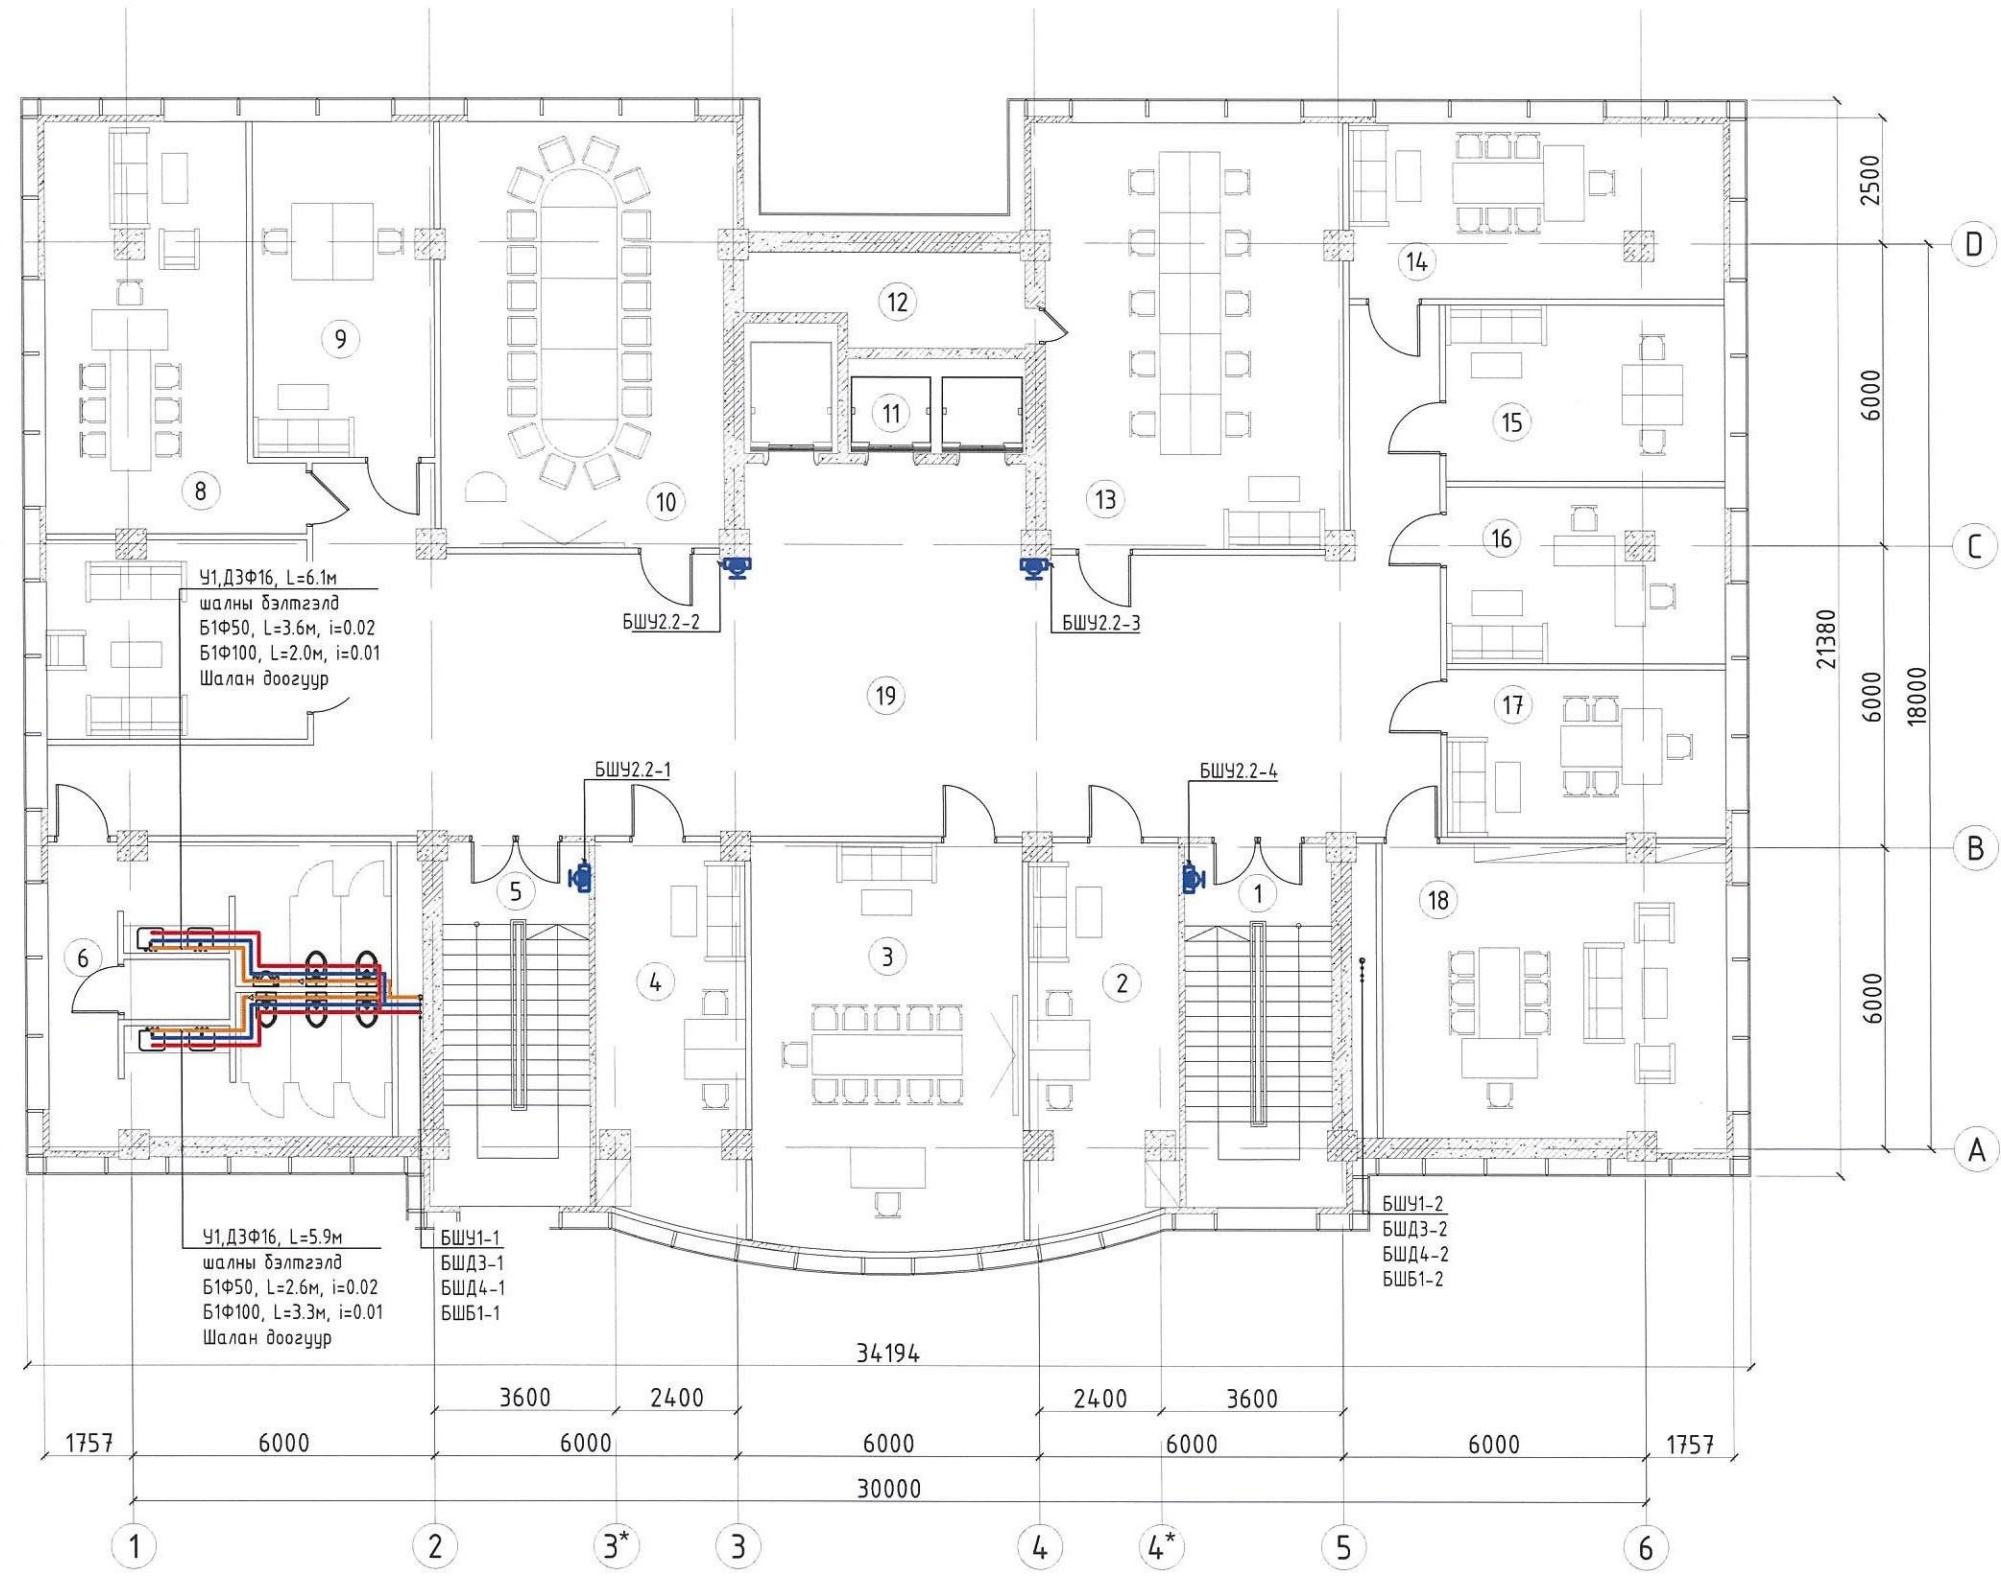 2500
D
14
12
9
6000
11
15
8
10
13
16
C
У1,ДЗФ16, L=6.1м
шалны бэлтгэлд
Б1Ф50, L=3.6м, i=0.02
Б1Ф100, L=2.0м, i=0.01
Шалан доогуур
БШУ2.2-2
БШУ2.2-3
21380
19
17
6000
18000
БШУ2.2-1
БШУ2.2-4
B
5
1
18
6
4
3
2
6000
A
У1,ДЗФ16, L=5.9м
шалны бэлтгэлд
Б1Ф50, L=2.6м, i=0.02
Б1Ф100, L=3.3м, i=0.01
Шалан доогуур
БШУ1-1
БШДЗ-1
БШД4-1
БШБ1-1
БШУ1-2
БШДЗ-2
БШД4-2
БШБ1-2
34194
3600 2400 2400 3600
1757 6000 6000 6000 6000 6000 1757
30000
1 2 3* 3 4 4* 5 6